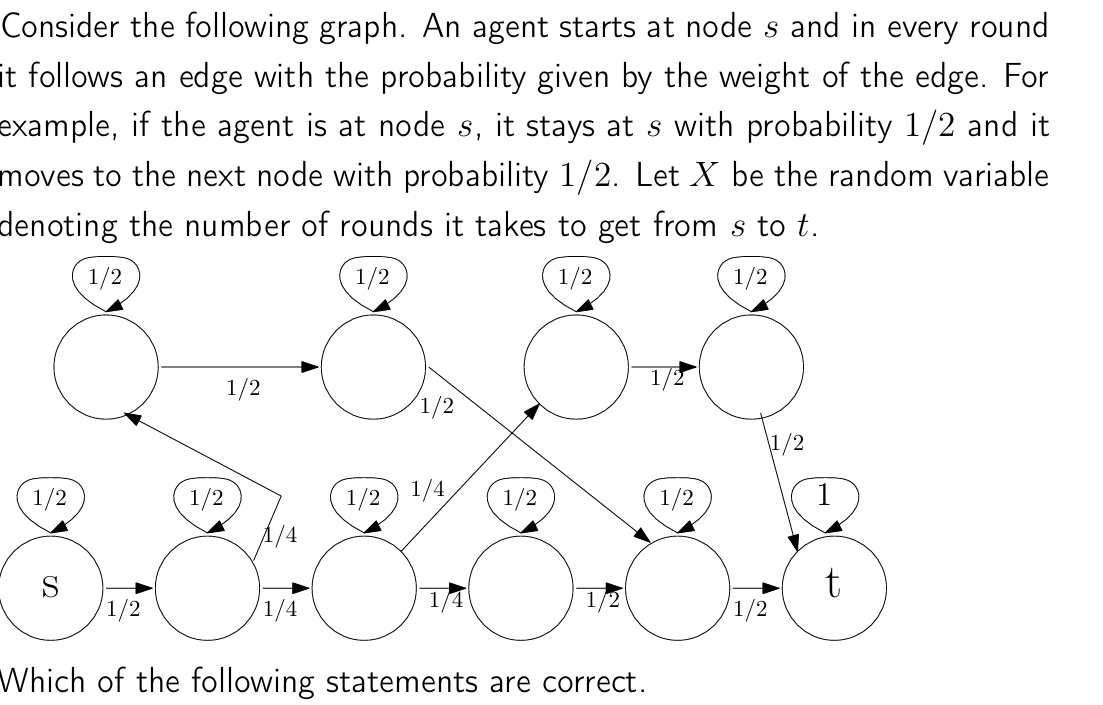 Consider the following graph. An agent starts at node s and in every round
it follows an edge with the probability given by the weight of the edge. For
example, if the agent is at node s, it stays at s with probability 1/2 and it
moves to the next node with probability 1/2. Let X be the random variable
denoting the number of rounds it takes to get from s to t.
1/2 1/2 1/2 1/2
1/2
1/2
1/2
1/2
1/4
1/2 1/2 1/2 1/2 1/2 1
1/4
s t
1/2 1/4 1/4 1/2 1/2
Which of the following statements are correct.